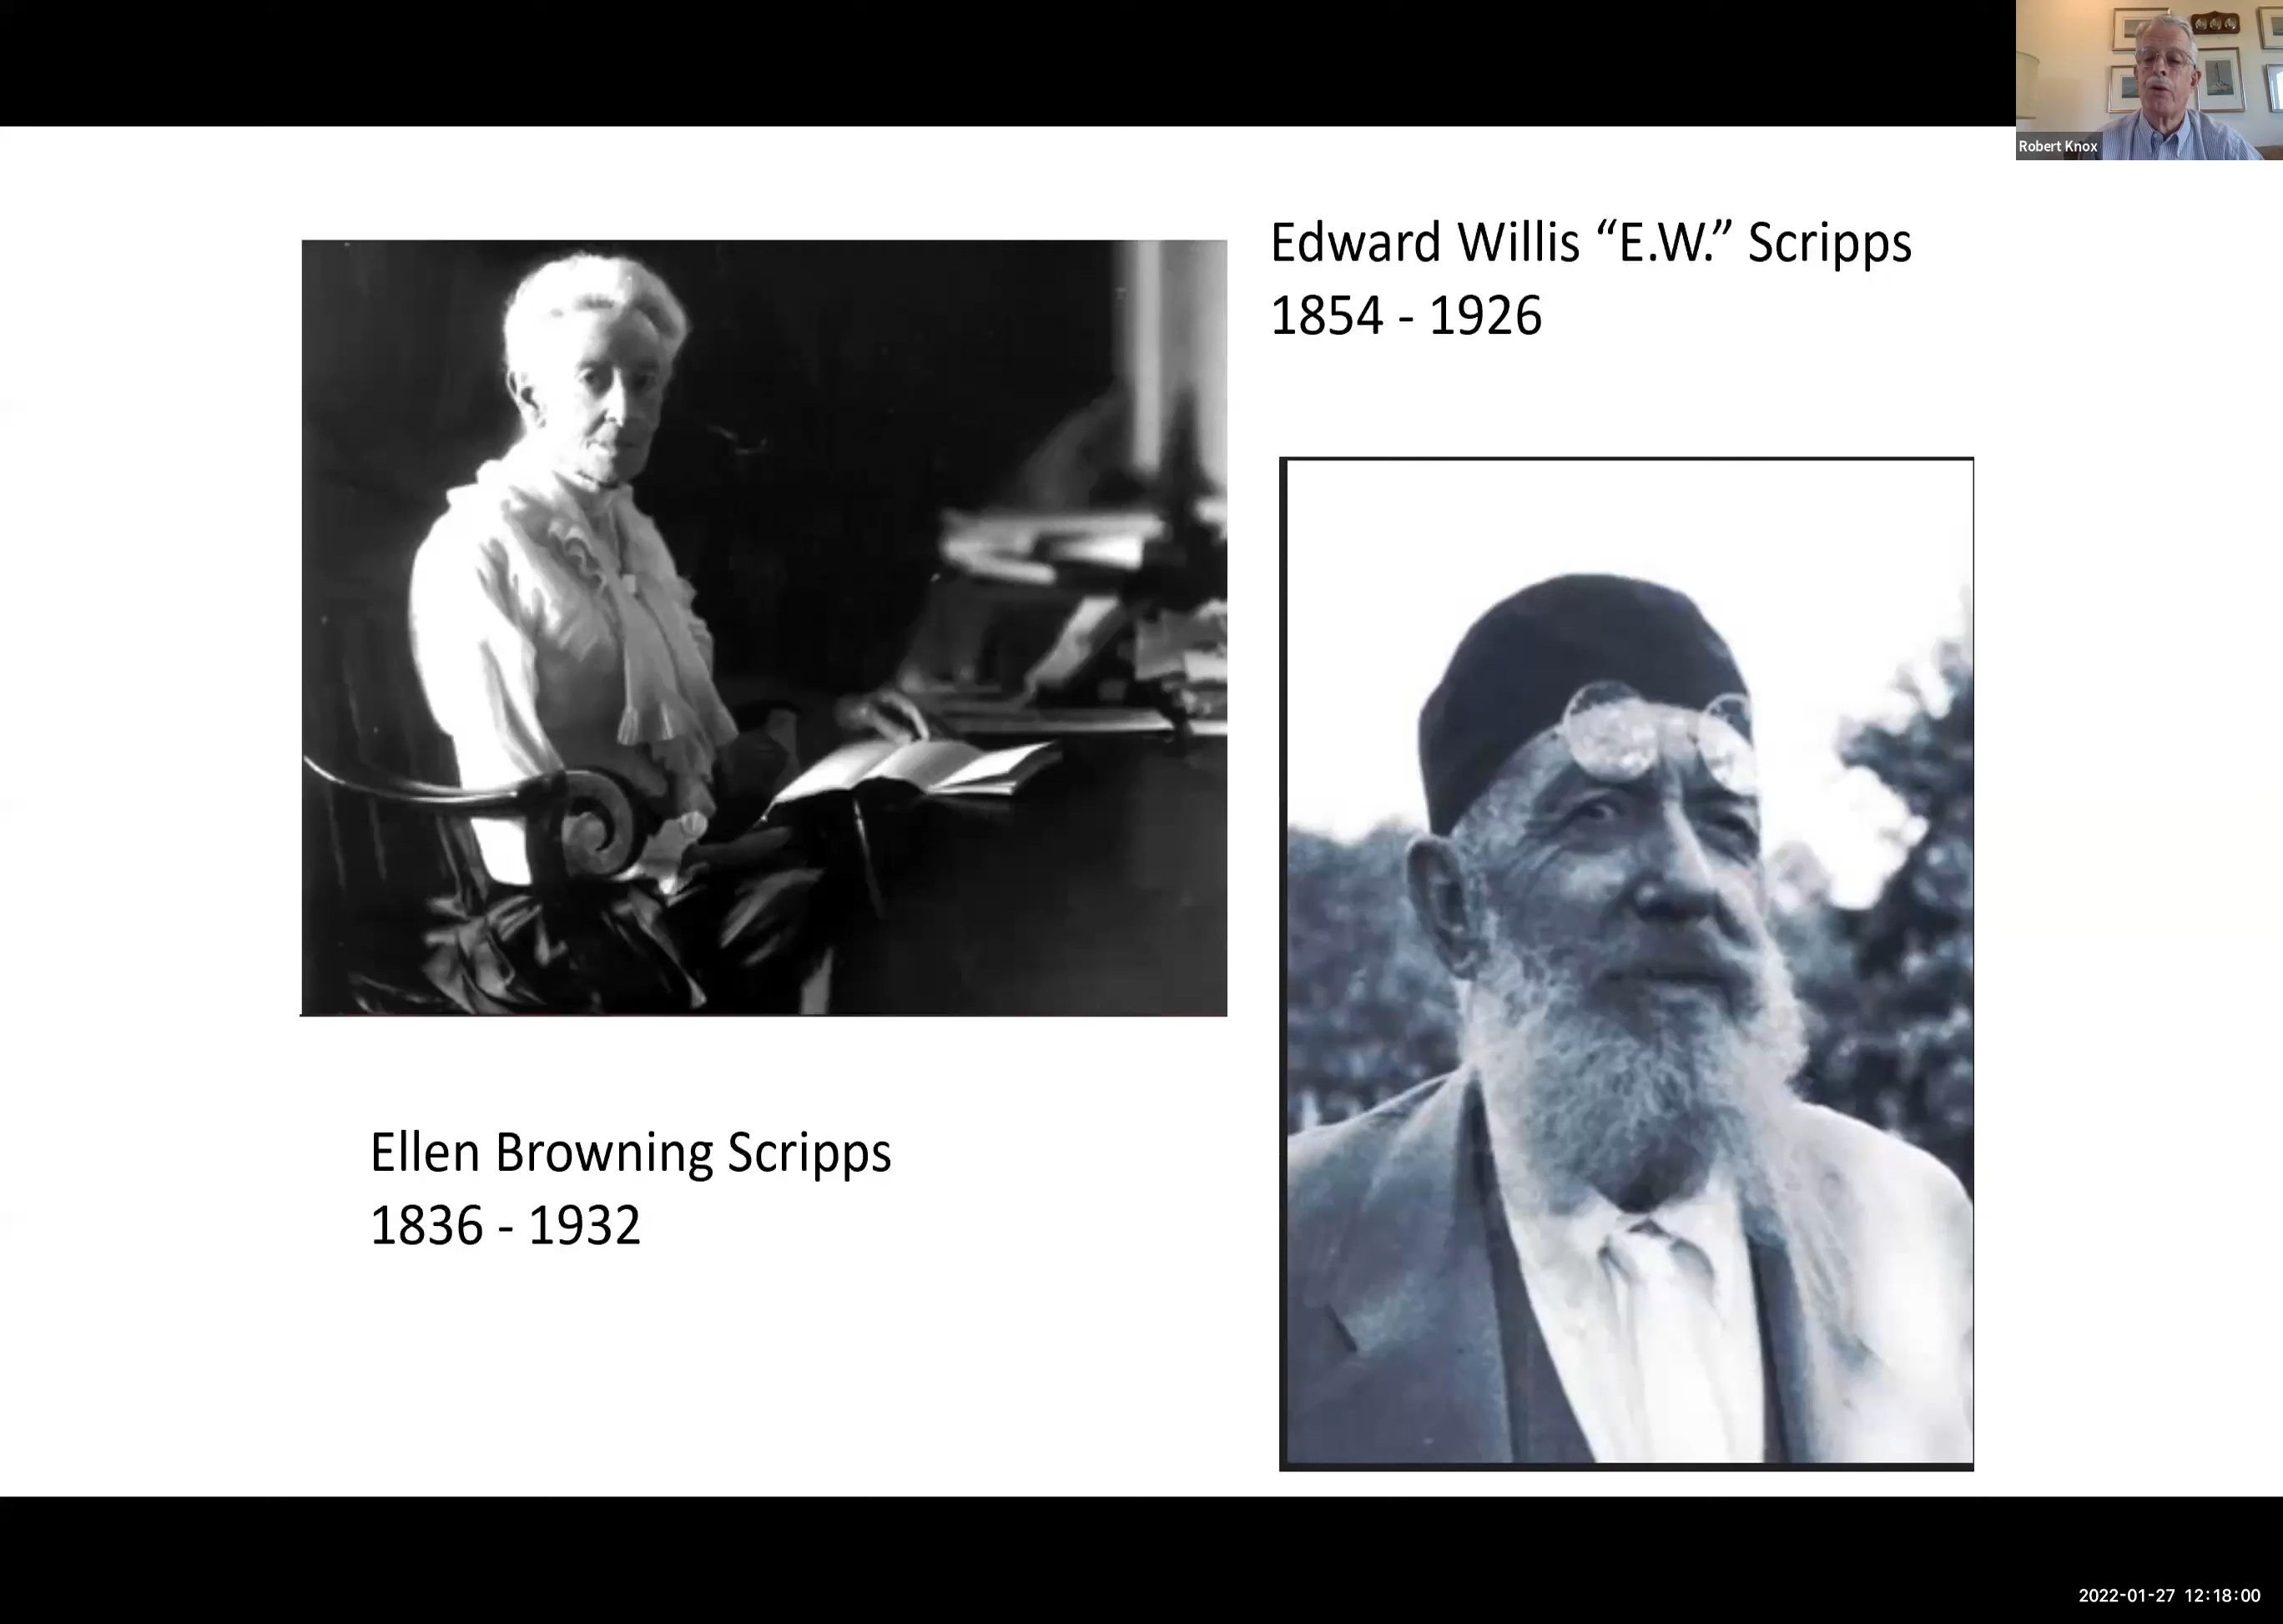 Robert Knox
Edward Willis “E.W.” Scripps
1854 - 1926
Ellen Browning Scripps
1836 - 1932
2022-01-27 12:18:00